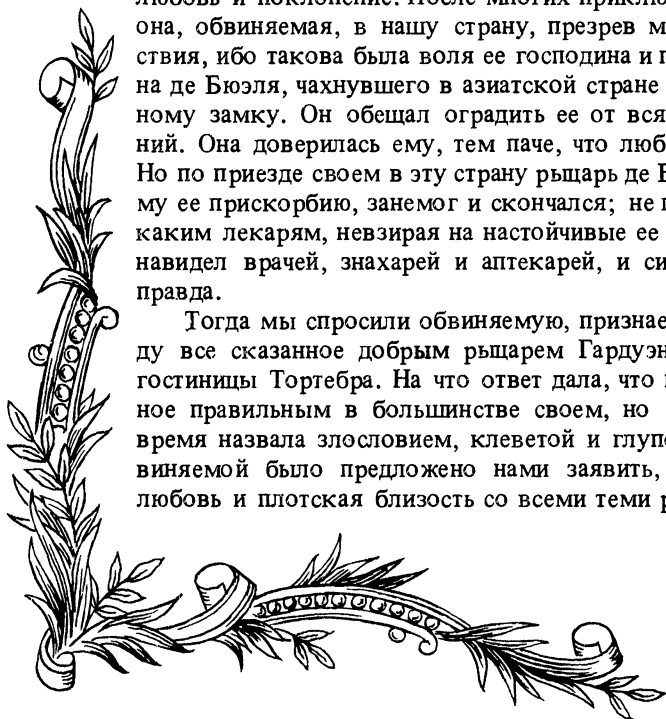 любовь и поклонение. После многих приклю
она, обвиняемая, в нашу страну, презрев м
ствия, ибо такова была воля ее господина и г
на де Бюэля, чахнувшего в азиатской стране
ному замку. Он обещал оградить ее от вся
ний. Она доверилась ему, тем паче, что люб
Но по приезде своем в эту страну рыцарь де Б
му ее прискорбию, занемог и скончался; не п
каким лекарям, невзирая на настойчивые ее
навидел врачей, знахарей и аптекарей, и си
правда.
Тогда мы спросили обвиняемую, признае
ду все сказанное добрым рыцарем Гардуэн
гостиницы Тортебра. На что ответ дала, что
ное правильным в большинстве своем, но
время назвала злословием, клеветой и глуп
виняемой было предложено нами заявить,
любовь и плотская близость со всеми теми р